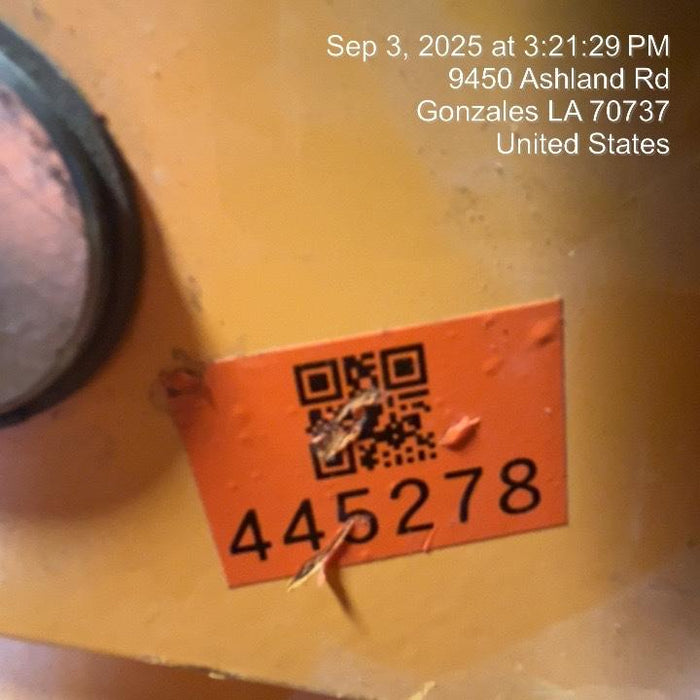 Sep 3, 2025 at 3:21:29 PM
9450 Ashland Rd
Gonzales LA 70737
United States
445278